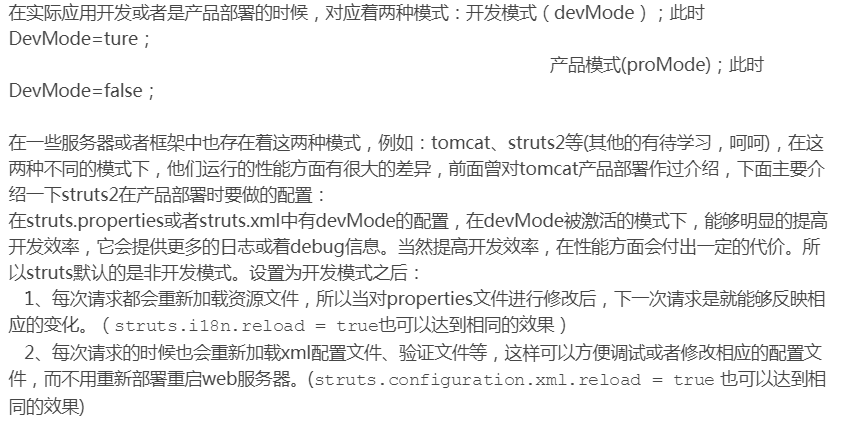 在实际应用开发或者是产品部署的时候，对应着两种模式：开发模式（devMode）；此时
DevMode=ture；
产品模式(proMode)；此时
DevMode=false；
在一些服务器或者框架中也存在着这两种模式，例如：tomcat、struts2等(其他的有待学习，呵呵)，在这
两种不同的模式下，他们运行的性能方面有很大的差异，前面曾对tomcat产品部署作过介绍，下面主要介
绍一下struts2在产品部署时要做的配置：
在struts.properties或者struts.xml中有devMode的配置，在devMode被激活的模式下，能够明显的提高
开发效率，它会提供更多的日志或着debug信息。当然提高开发效率，在性能方面会付出一定的代价。所
以struts默认的是非开发模式。设置为开发模式之后：
1、每次请求都会重新加载资源文件，所以当对properties文件进行修改后，下一次请求是就能够反映相
应的变化。（struts.i18n.reload = true也可以达到相同的效果）
2、每次请求的时候也会重新加载xml配置文件、验证文件等，这样可以方便调试或者修改相应的配置文
件，而不用重新部署重启web服务器。(struts.configuration.xml.reload = true 也可以达到相
同的效果)